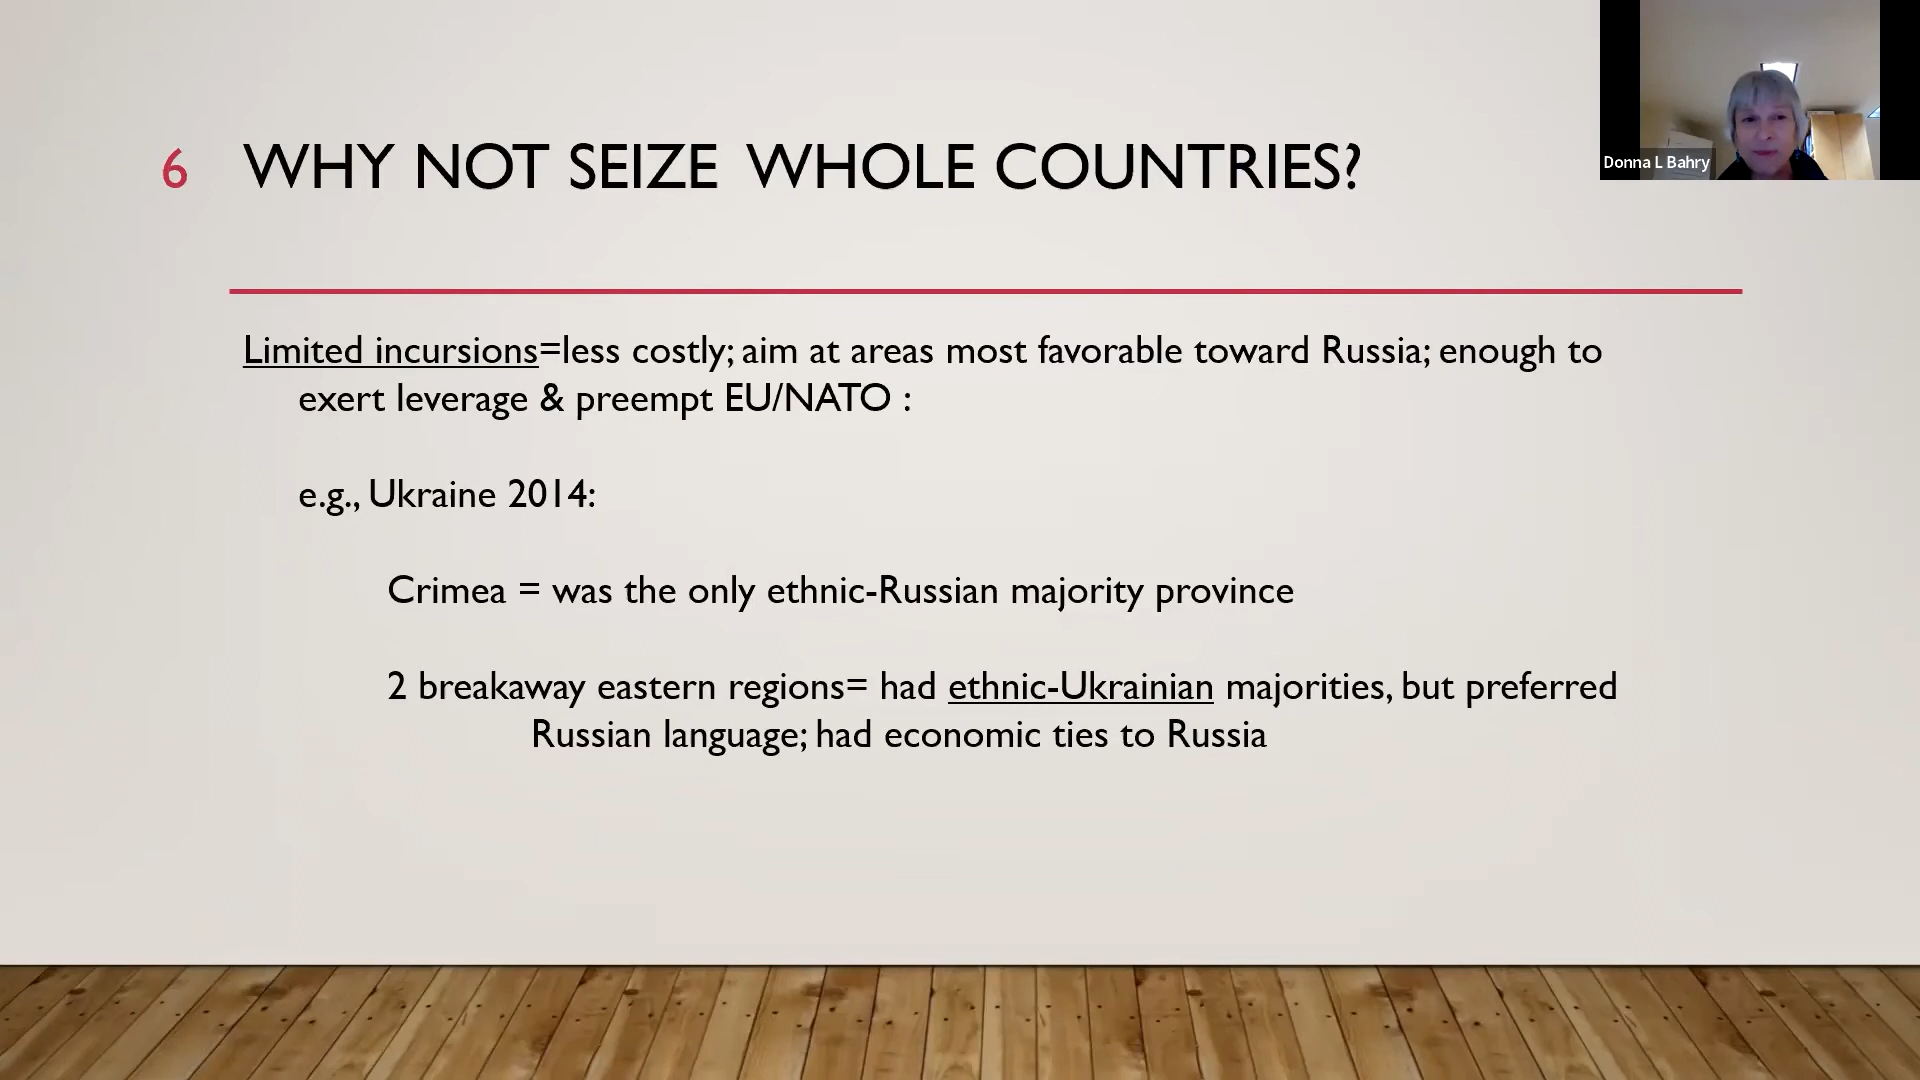 6 WHY NOT SEIZE WHOLE COUNTRIES?
Donna L Bahry
Limited incursions=less costly; aim at areas most favorable toward Russia; enough to
exert leverage & preempt EU/NATO :
e.g., Ukraine 2014:
Crimea = was the only ethnic-Russian majority province
2 breakaway eastern regions= had ethnic-Ukrainian majorities, but preferred
Russian language; had economic ties to Russia